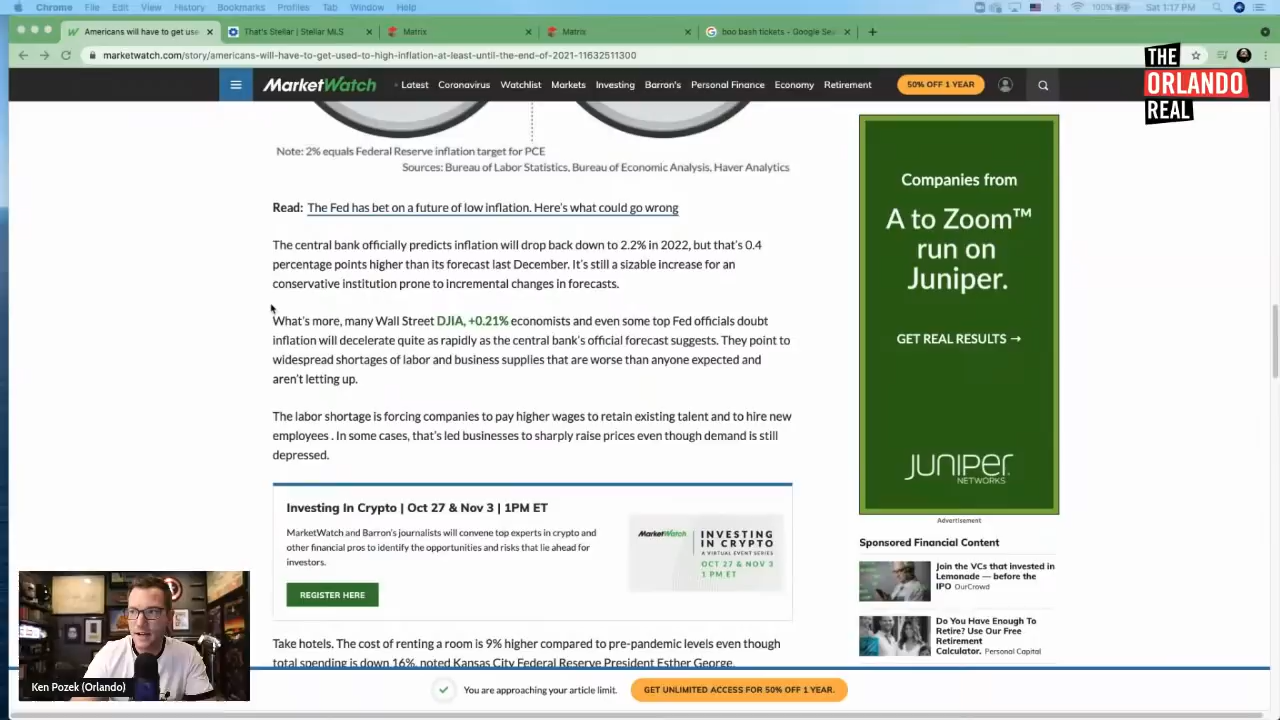 Chrome File Edit View History Bookmarks Profiles Tab Window Help
100% Sat 1:17 PM
Americans will have to get use
That's Stellar | Stellar MLS
Matrix
Matrix
boo bash tickets - Google Sea
marketwatch.com/story/americans-will-have-to-get-used-to-high-inflation-at-least-until-the-end-of-2021-11632511300
THE
ORLANDO
REAL
MarketWatch
Latest Coronavirus Watchlist Markets Investing Barron's Personal Finance Economy Retirement
50% OFF 1 YEAR
Note: 2% equals Federal Reserve inflation target for PCE
Sources: Bureau of Labor Statistics, Bureau of Economic Analysis, Haver Analytics
Read: The Fed has bet on a future of low inflation. Here's what could go wrong
The central bank officially predicts inflation will drop back down to 2.2% in 2022, but that's 0.4
percentage points higher than its forecast last December. It's still a sizable increase for an
conservative institution prone to incremental changes in forecasts.
What's more, many Wall Street DJIA, +0.21% economists and even some top Fed officials doubt
inflation will decelerate quite as rapidly as the central bank's official forecast suggests. They point to
widespread shortages of labor and business supplies that are worse than anyone expected and
aren't letting up.
The labor shortage is forcing companies to pay higher wages to retain existing talent and to hire new
employees . In some cases, that's led businesses to sharply raise prices even though demand is still
depressed.
Investing In Crypto | Oct 27 & Nov 3 | 1PM ET
MarketWatch and Barron's journalists will convene top experts in crypto and
other financial pros to identify the opportunities and risks that lie ahead for
investors.
REGISTER HERE
MarketWatch
INVESTING
IN CRYPTO
A VIRTUAL EVENT SERIES
OCT 27 & NOV 3
1 PM ET
Take hotels. The cost of renting a room is 9% higher compared to pre-pandemic levels even though
total spending is down 16%, noted Kansas City Federal Reserve President Esther George.
Companies from
A to Zoom™
run on
Juniper.
GET REAL RESULTS →
JUNIPER
NETWORKS
Advertisement
Sponsored Financial Content
Join the VCs that invested in
Lemonade — before the
IPO OurCrowd
Do You Have Enough To
Retire? Use Our Free
Retirement
Calculator. Personal Capital
Ken Pozek (Orlando)
You are approaching your article limit.
GET UNLIMITED ACCESS FOR 50% OFF 1 YEAR.